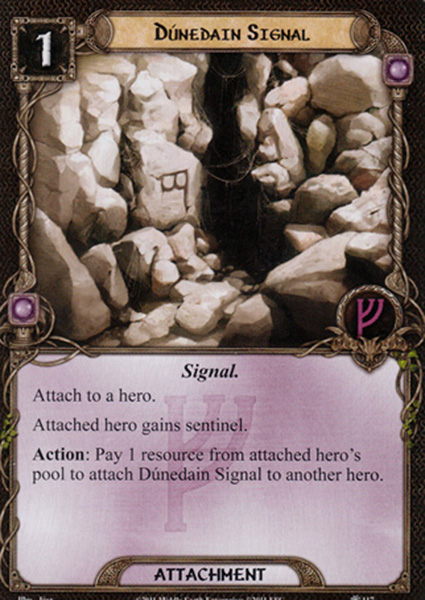 1
DÚNEDAIN SIGNAL
Signal.
Attach to a hero.
Attached hero gains sentinel.
Action: Pay 1 resource from attached hero's
pool to attach Dúnedain Signal to another hero.
ATTACHMENT